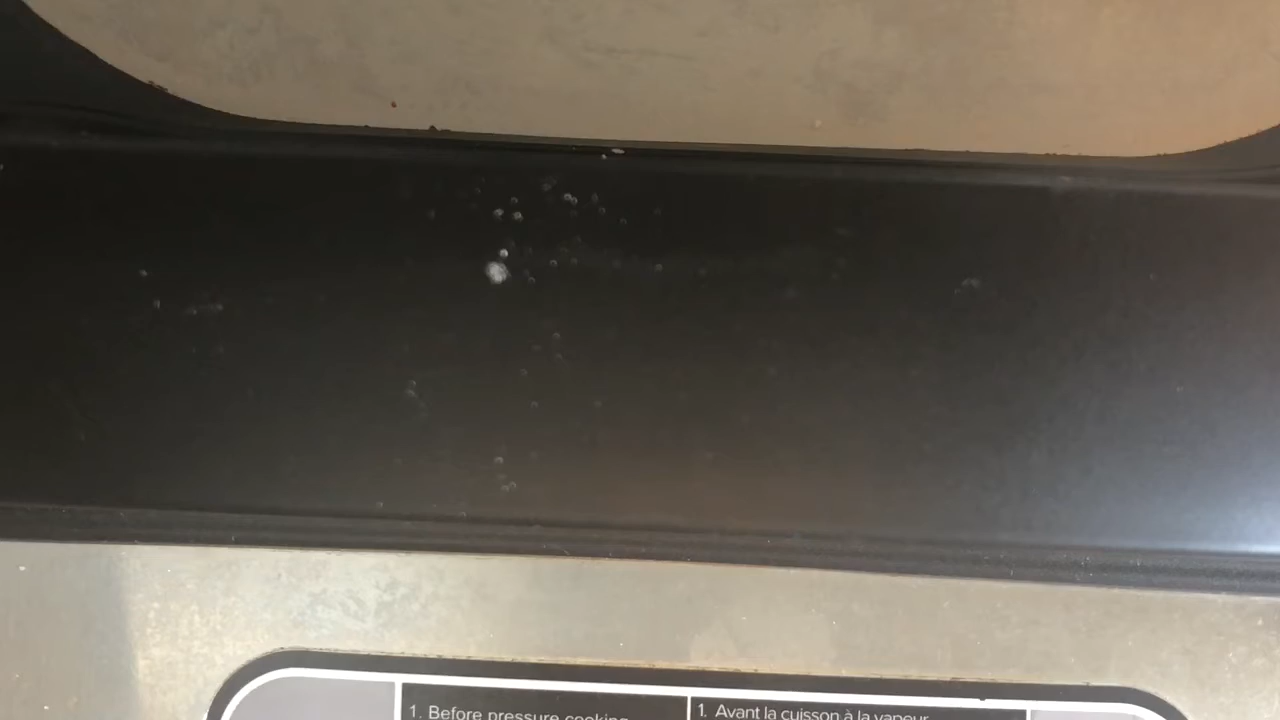 1. Before pressure cooking
1. Avant la cuisson à la vapeur